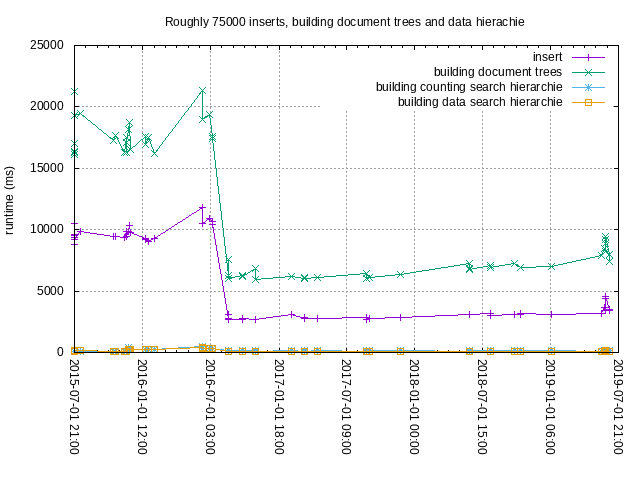 Roughly 75000 inserts, building document trees and data hierachie
25000
20000
15000
10000
5000
0
runtime (ms)
insert
building document trees
building counting search hierarchie
building data search hierarchie
2015-07-01 21:00
2016-01-01 12:00
2016-07-01 03:00
2017-01-01 18:00
2017-07-01 09:00
2018-01-01 00:00
2018-07-01 15:00
2019-01-01 06:00
2019-07-01 21:00